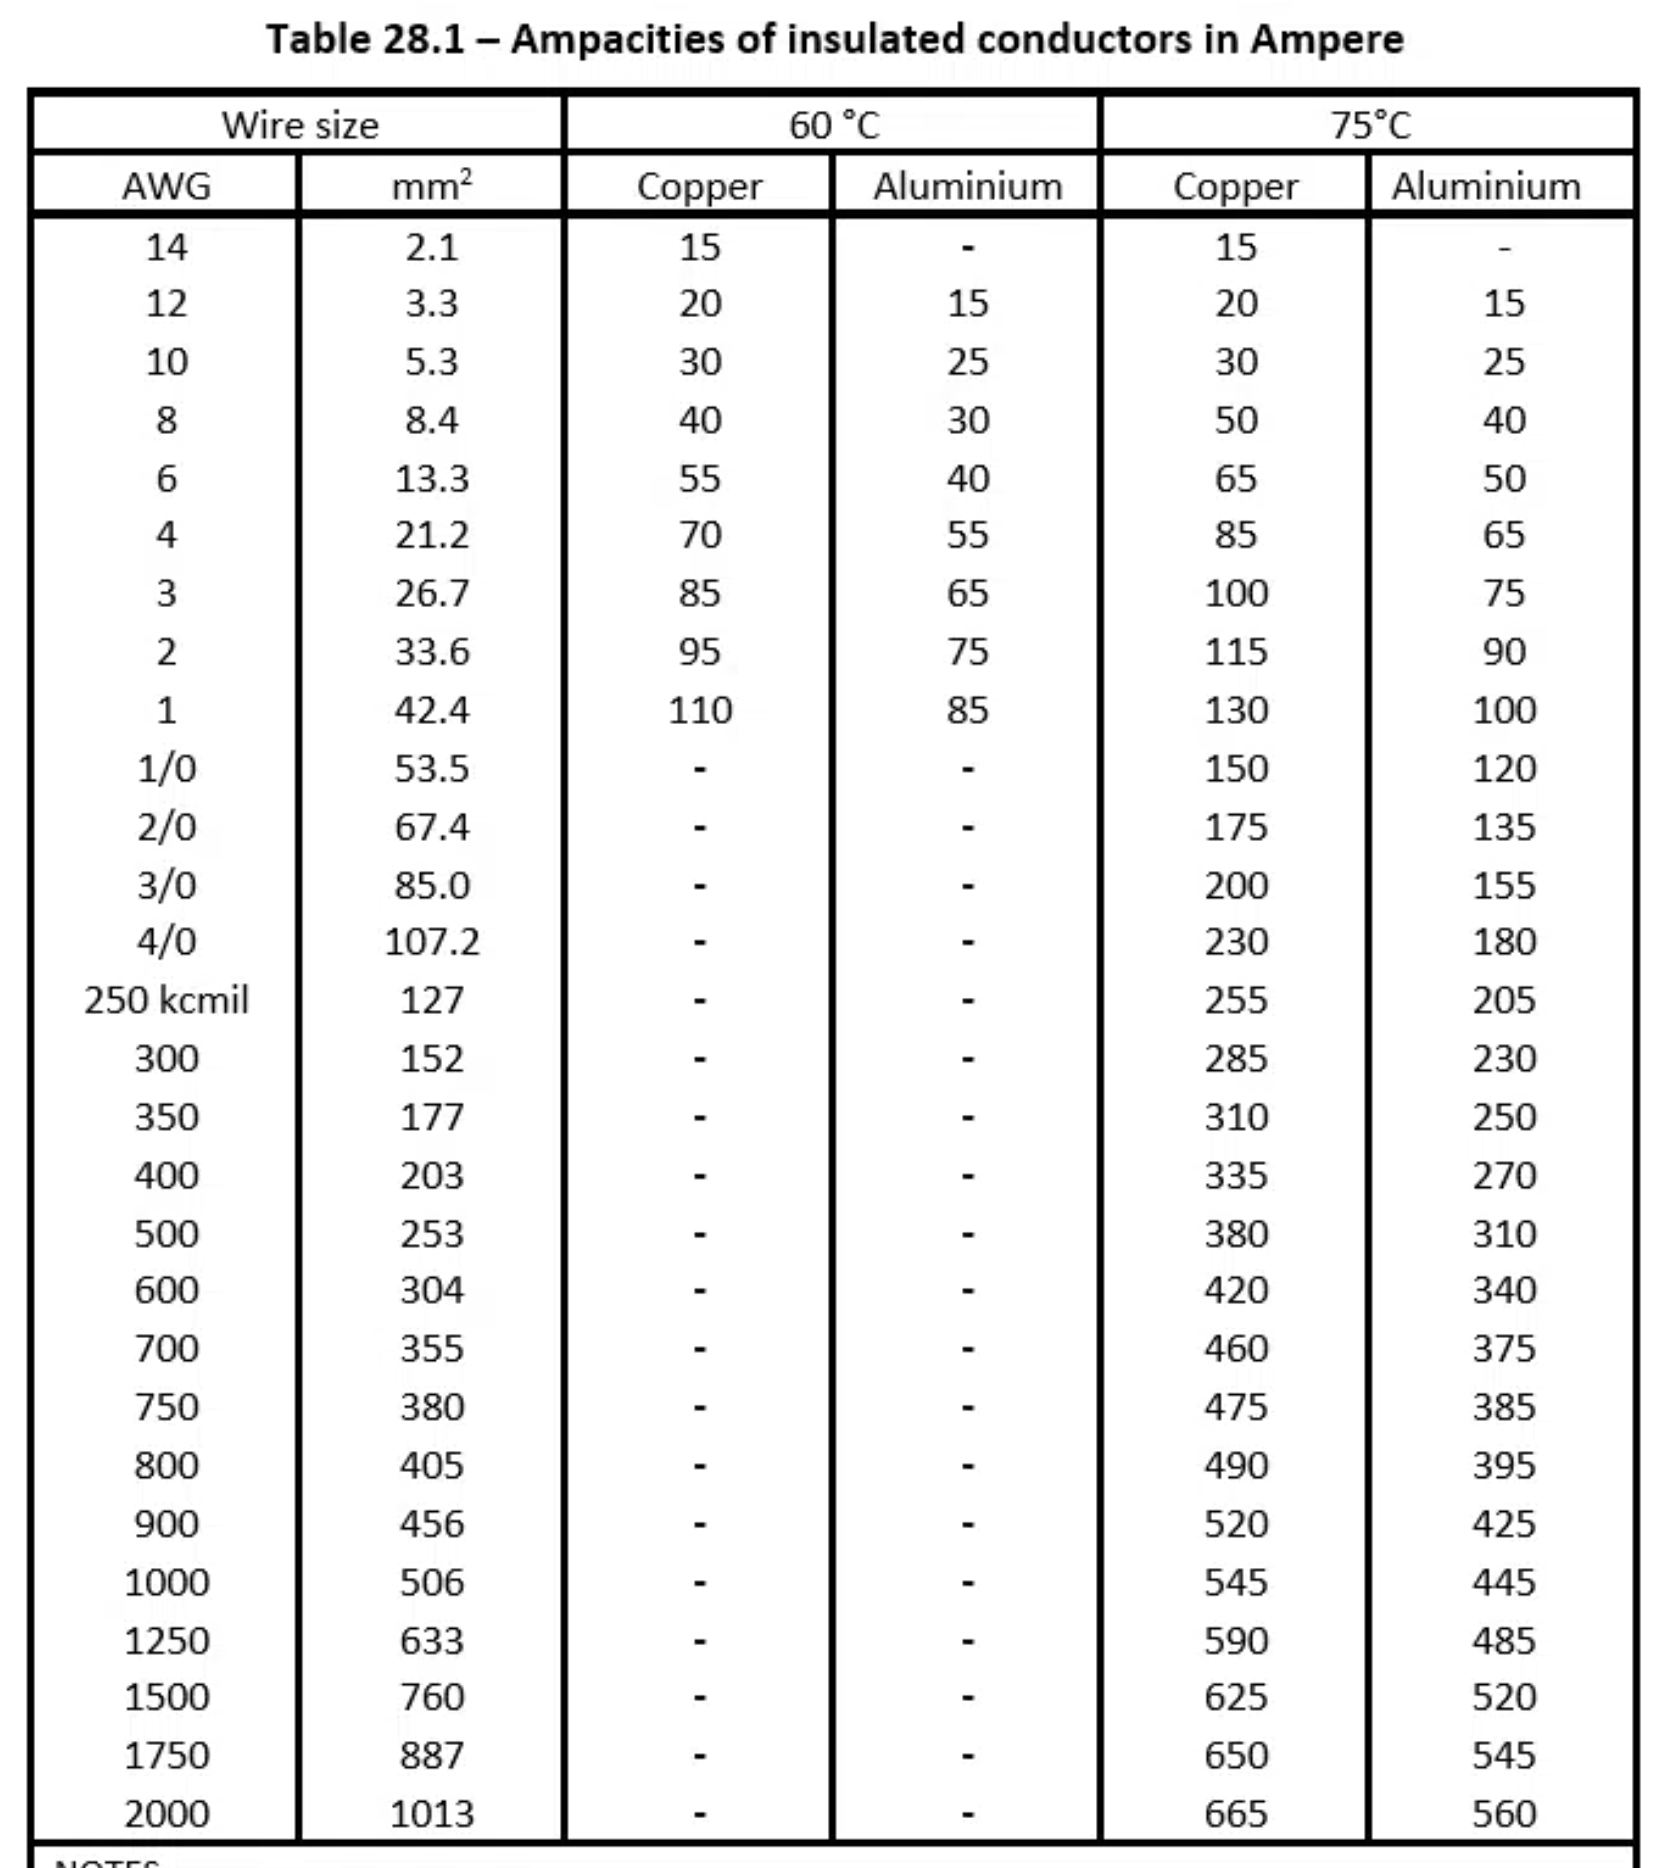 Table 28.1 – Ampacities of insulated conductors in Ampere
Wire size 60 °C 75°C
AWG mm² Copper Aluminium Copper Aluminium
14 2.1 15 - 15 -
12 3.3 20 15 20 15
10 5.3 30 25 30 25
8 8.4 40 30 50 40
6 13.3 55 40 65 50
4 21.2 70 55 85 65
3 26.7 85 65 100 75
2 33.6 95 75 115 90
1 42.4 110 85 130 100
1/0 53.5 - - 150 120
2/0 67.4 - - 175 135
3/0 85.0 - - 200 155
4/0 107.2 - - 230 180
250 kcmil 127 - - 255 205
300 152 - - 285 230
350 177 - - 310 250
400 203 - - 335 270
500 253 - - 380 310
600 304 - - 420 340
700 355 - - 460 375
750 380 - - 475 385
800 405 - - 490 395
900 456 - - 520 425
1000 506 - - 545 445
1250 633 - - 590 485
1500 760 - - 625 520
1750 887 - - 650 545
2000 1013 - - 665 560
NOTES